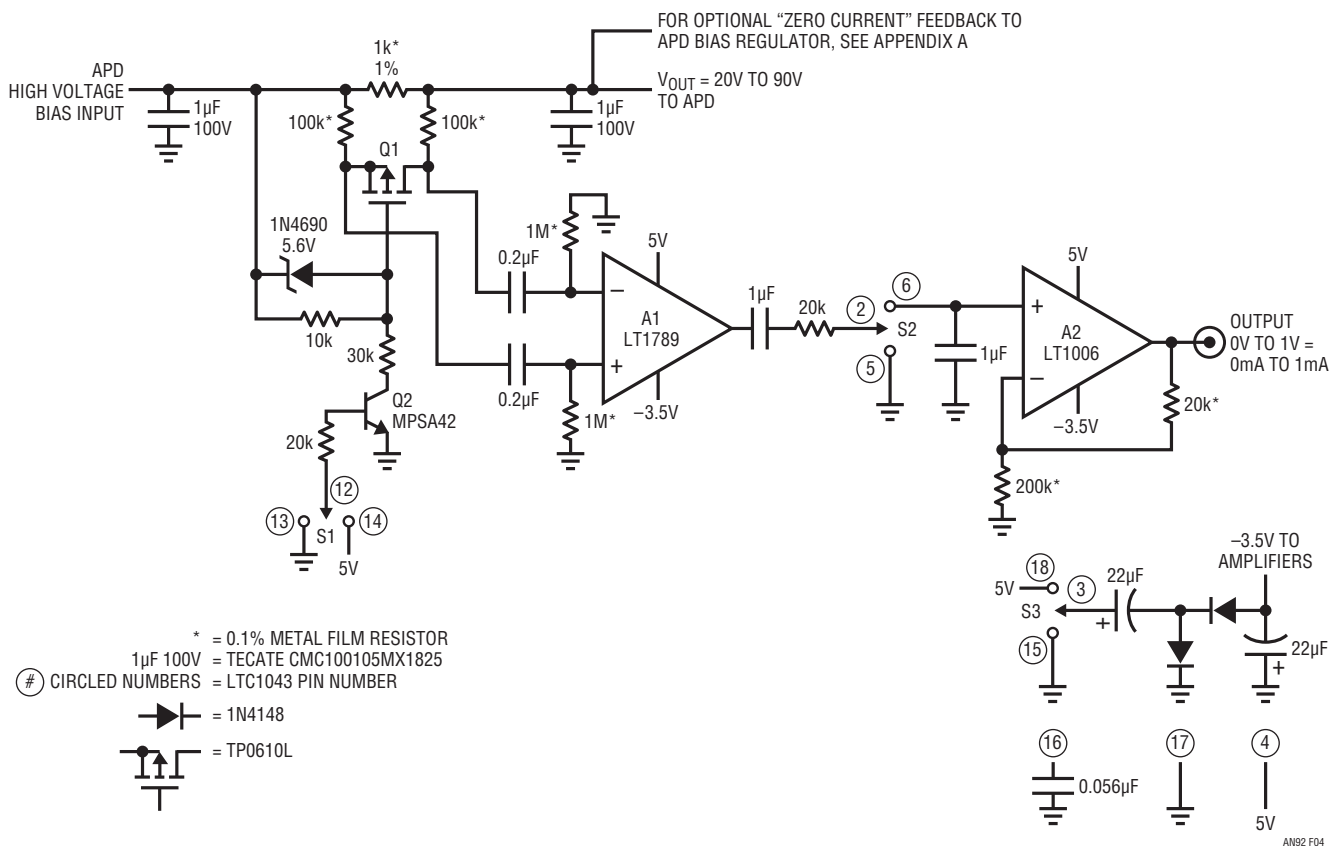 FOR OPTIONAL “ZERO CURRENT” FEEDBACK TO
APD BIAS REGULATOR, SEE APPENDIX A
APD
HIGH VOLTAGE
BIAS INPUT
1k*
1%
VOUT = 20V TO 90V
TO APD
1µF
100V
100k*
100k*
1µF
100V
Q1
1N4690
5.6V
10k
30k
Q2
MPSA42
20k
12
13
S1
14
5V
0.2µF
0.2µF
1M*
1M*
5V
−
A1
LT1789
+
–3.5V
1µF
20k
2
6
S2
5
1µF
5V
+
A2
LT1006
−
–3.5V
OUTPUT
0V TO 1V =
0mA TO 1mA
20k*
200k*
–3.5V TO
AMPLIFIERS
18
5V
S3
3
15
22µF
+
22µF
+
16
0.056µF
17
4
5V
* = 0.1% METAL FILM RESISTOR
1µF 100V = TECATE CMC100105MX1825
# CIRCLED NUMBERS = LTC1043 PIN NUMBER
= 1N4148
= TP0610L
AN92 F04